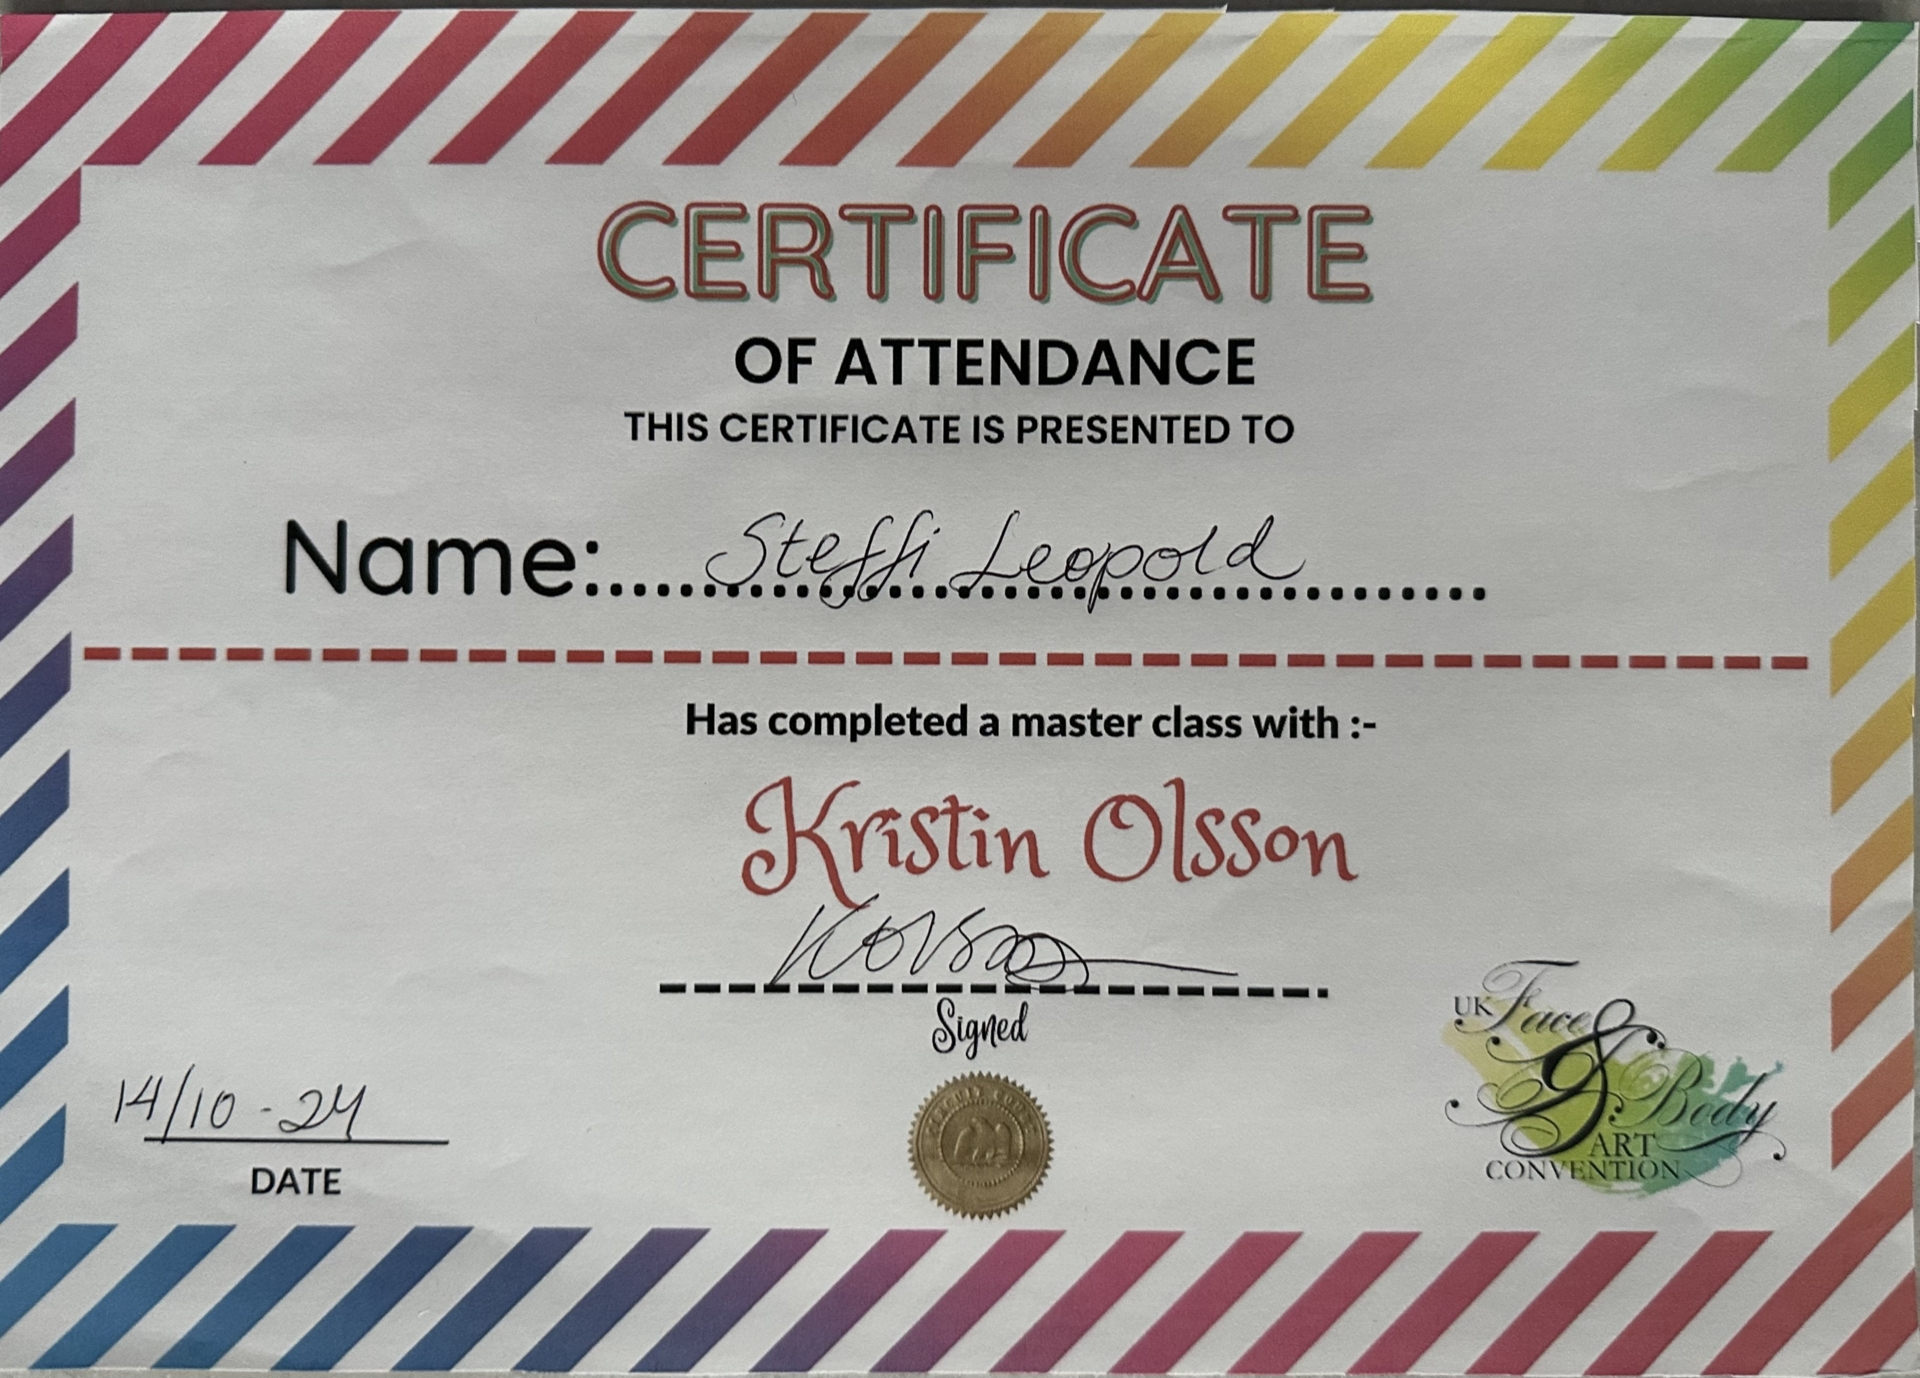 CERTIFICATE
OF ATTENDANCE
THIS CERTIFICATE IS PRESENTED TO
Name:.....Steffi Leopold.....
Has completed a master class with :-
Kristin Olsson
Signed
14/10-24
DATE
UK Face & Body
ART
CONVENTION